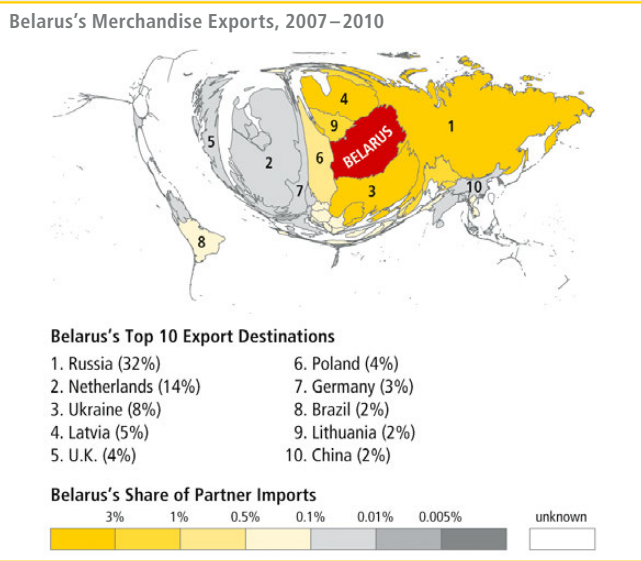 Belarus's Merchandise Exports, 2007–2010
4
9
1
BELARUS
5
2
6
7
3
10
8
Belarus's Top 10 Export Destinations
1. Russia (32%)
2. Netherlands (14%)
3. Ukraine (8%)
4. Latvia (5%)
5. U.K. (4%)
6. Poland (4%)
7. Germany (3%)
8. Brazil (2%)
9. Lithuania (2%)
10. China (2%)
Belarus's Share of Partner Imports
3% 1% 0.5% 0.1% 0.01% 0.005% unknown